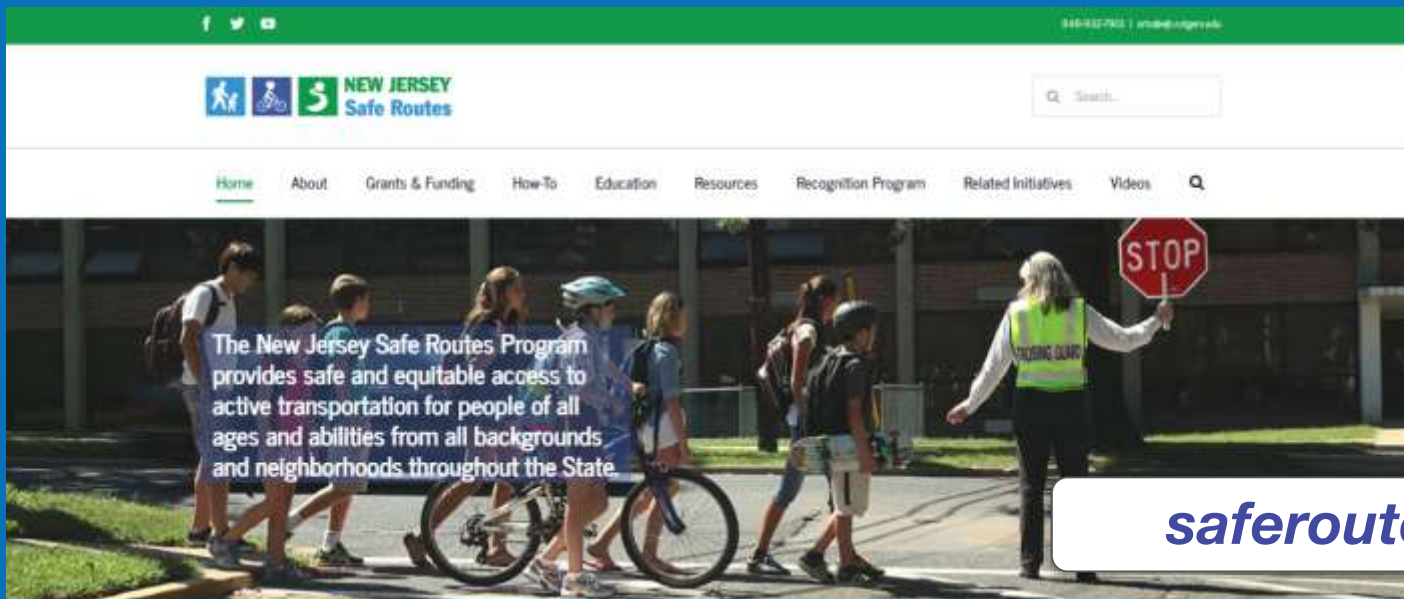 NEW JERSEY
Safe Routes
Search...
Home About Grants & Funding How-To Education Resources Recognition Program Related Initiatives Videos
STOP
CROSSING GUARD
The New Jersey Safe Routes Program
provides safe and equitable access to
active transportation for people of all
ages and abilities from all backgrounds
and neighborhoods throughout the State.
saferoute